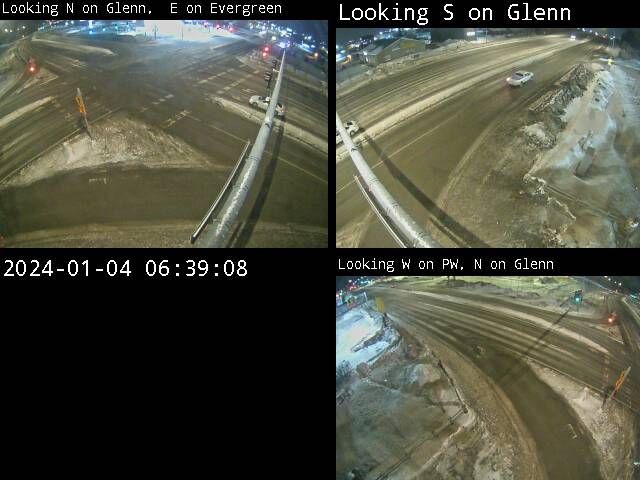 Looking N on Glenn,  E on Evergreen
Looking S on Glenn
2024-01-04 06:39:08
Looking W on PW, N on Glenn